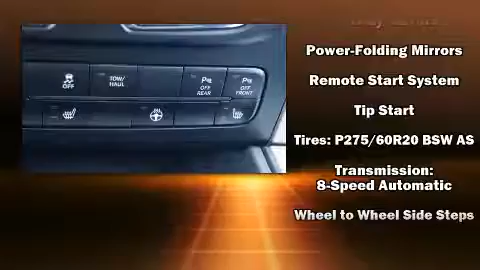 OFF
TOW/
HAUL
P
OFF
REAR
P
OFF
FRONT
Power-Folding Mirrors
Remote Start System
Tip Start
Tires: P275/60R20 BSW AS
Transmission:
8-Speed Automatic
Wheel to Wheel Side Steps